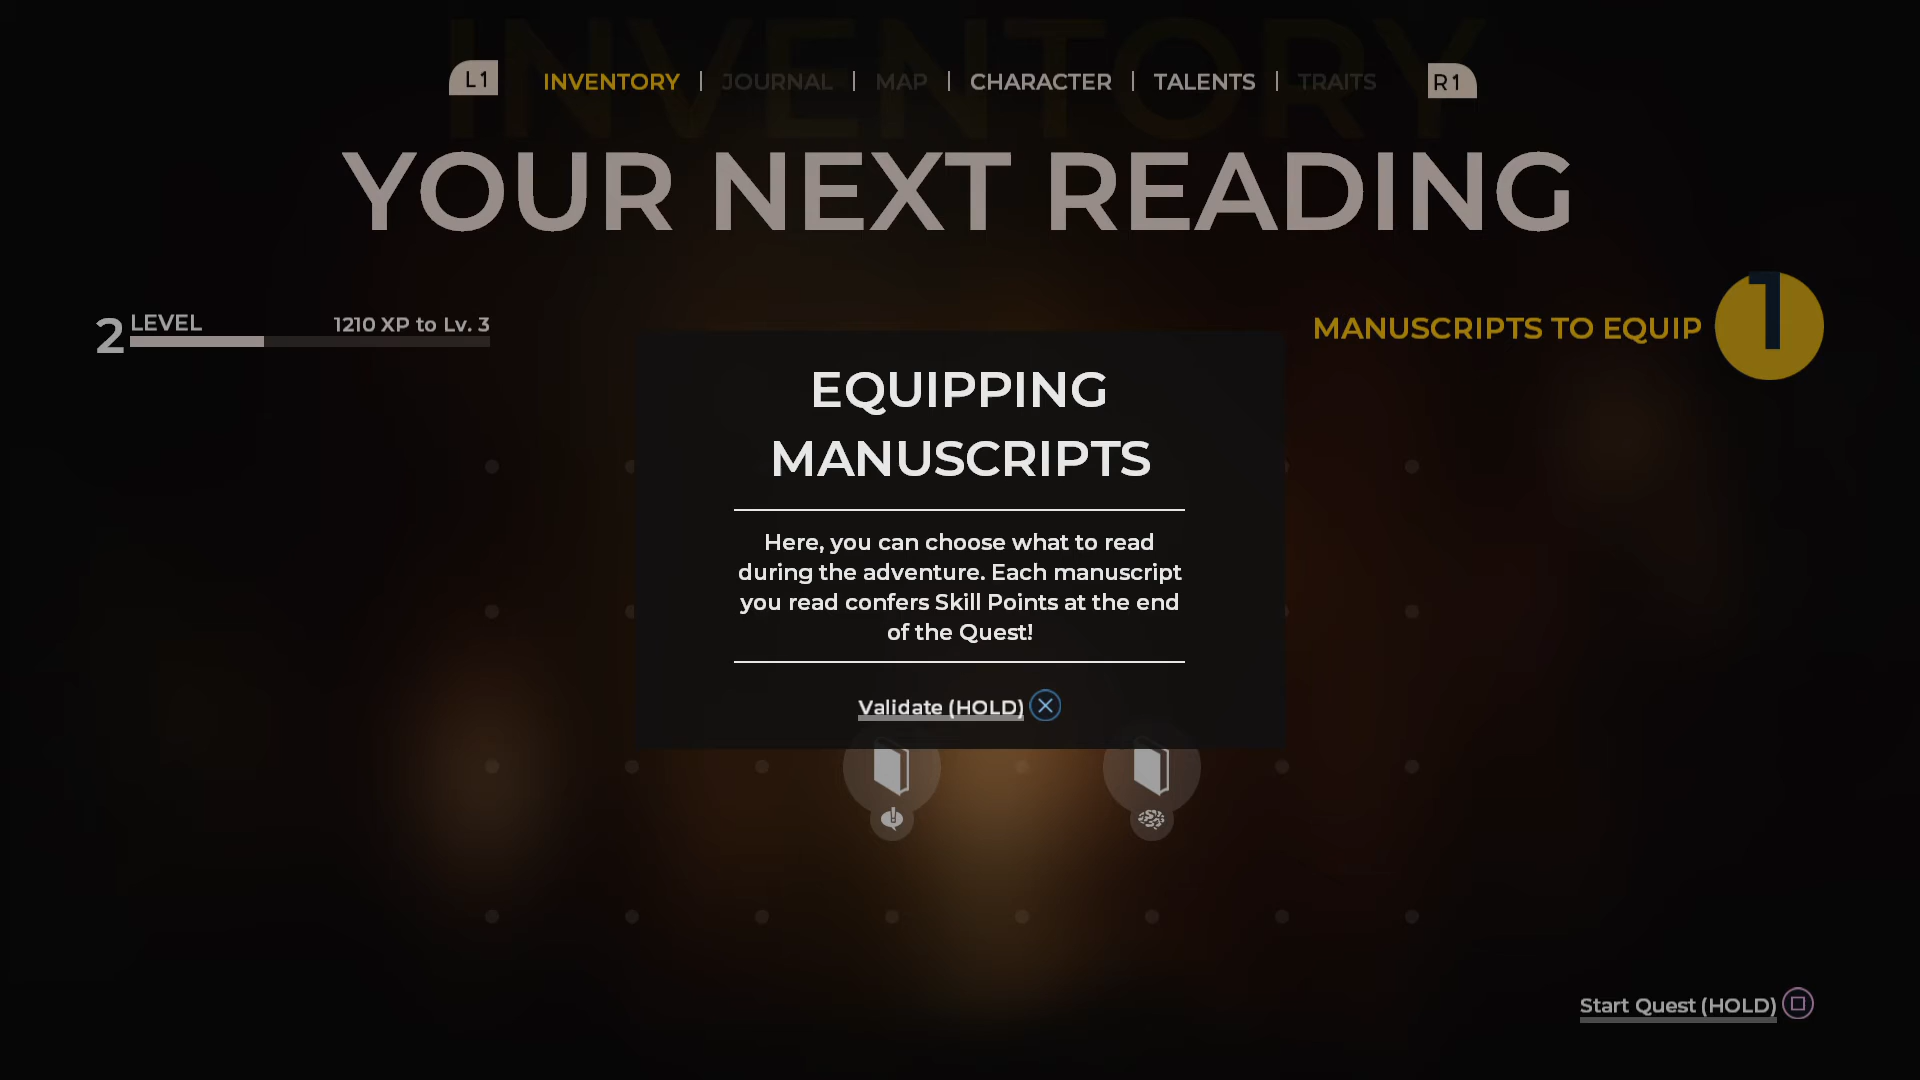 INVENTORY
L1 INVENTORY | JOURNAL | MAP | CHARACTER | TALENTS | TRAITS R1
YOUR NEXT READING
2 LEVEL 1210 XP to Lv. 3
MANUSCRIPTS TO EQUIP 1
EQUIPPING
MANUSCRIPTS
Here, you can choose what to read
during the adventure. Each manuscript
you read confers Skill Points at the end
of the Quest!
Validate (HOLD)
Start Quest (HOLD)